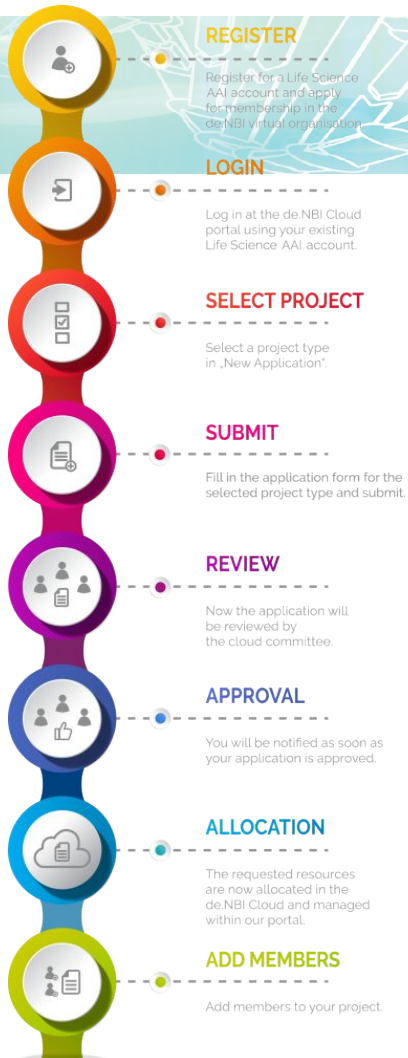 REGISTER
Register for a Life Science
AAI account and apply
for membership in the
de.NBI virtual organisation
LOGIN
Log in at the de.NBI Cloud
portal using your existing
Life Science AAI account.
SELECT PROJECT
Select a project type
in „New Application".
SUBMIT
Fill in the application form for the
selected project type and submit.
REVIEW
Now the application will
be reviewed by
the cloud committee.
APPROVAL
You will be notified as soon as
your application is approved.
ALLOCATION
The requested resources
are now allocated in the
de.NBI Cloud and managed
within our portal.
ADD MEMBERS
Add members to your project.